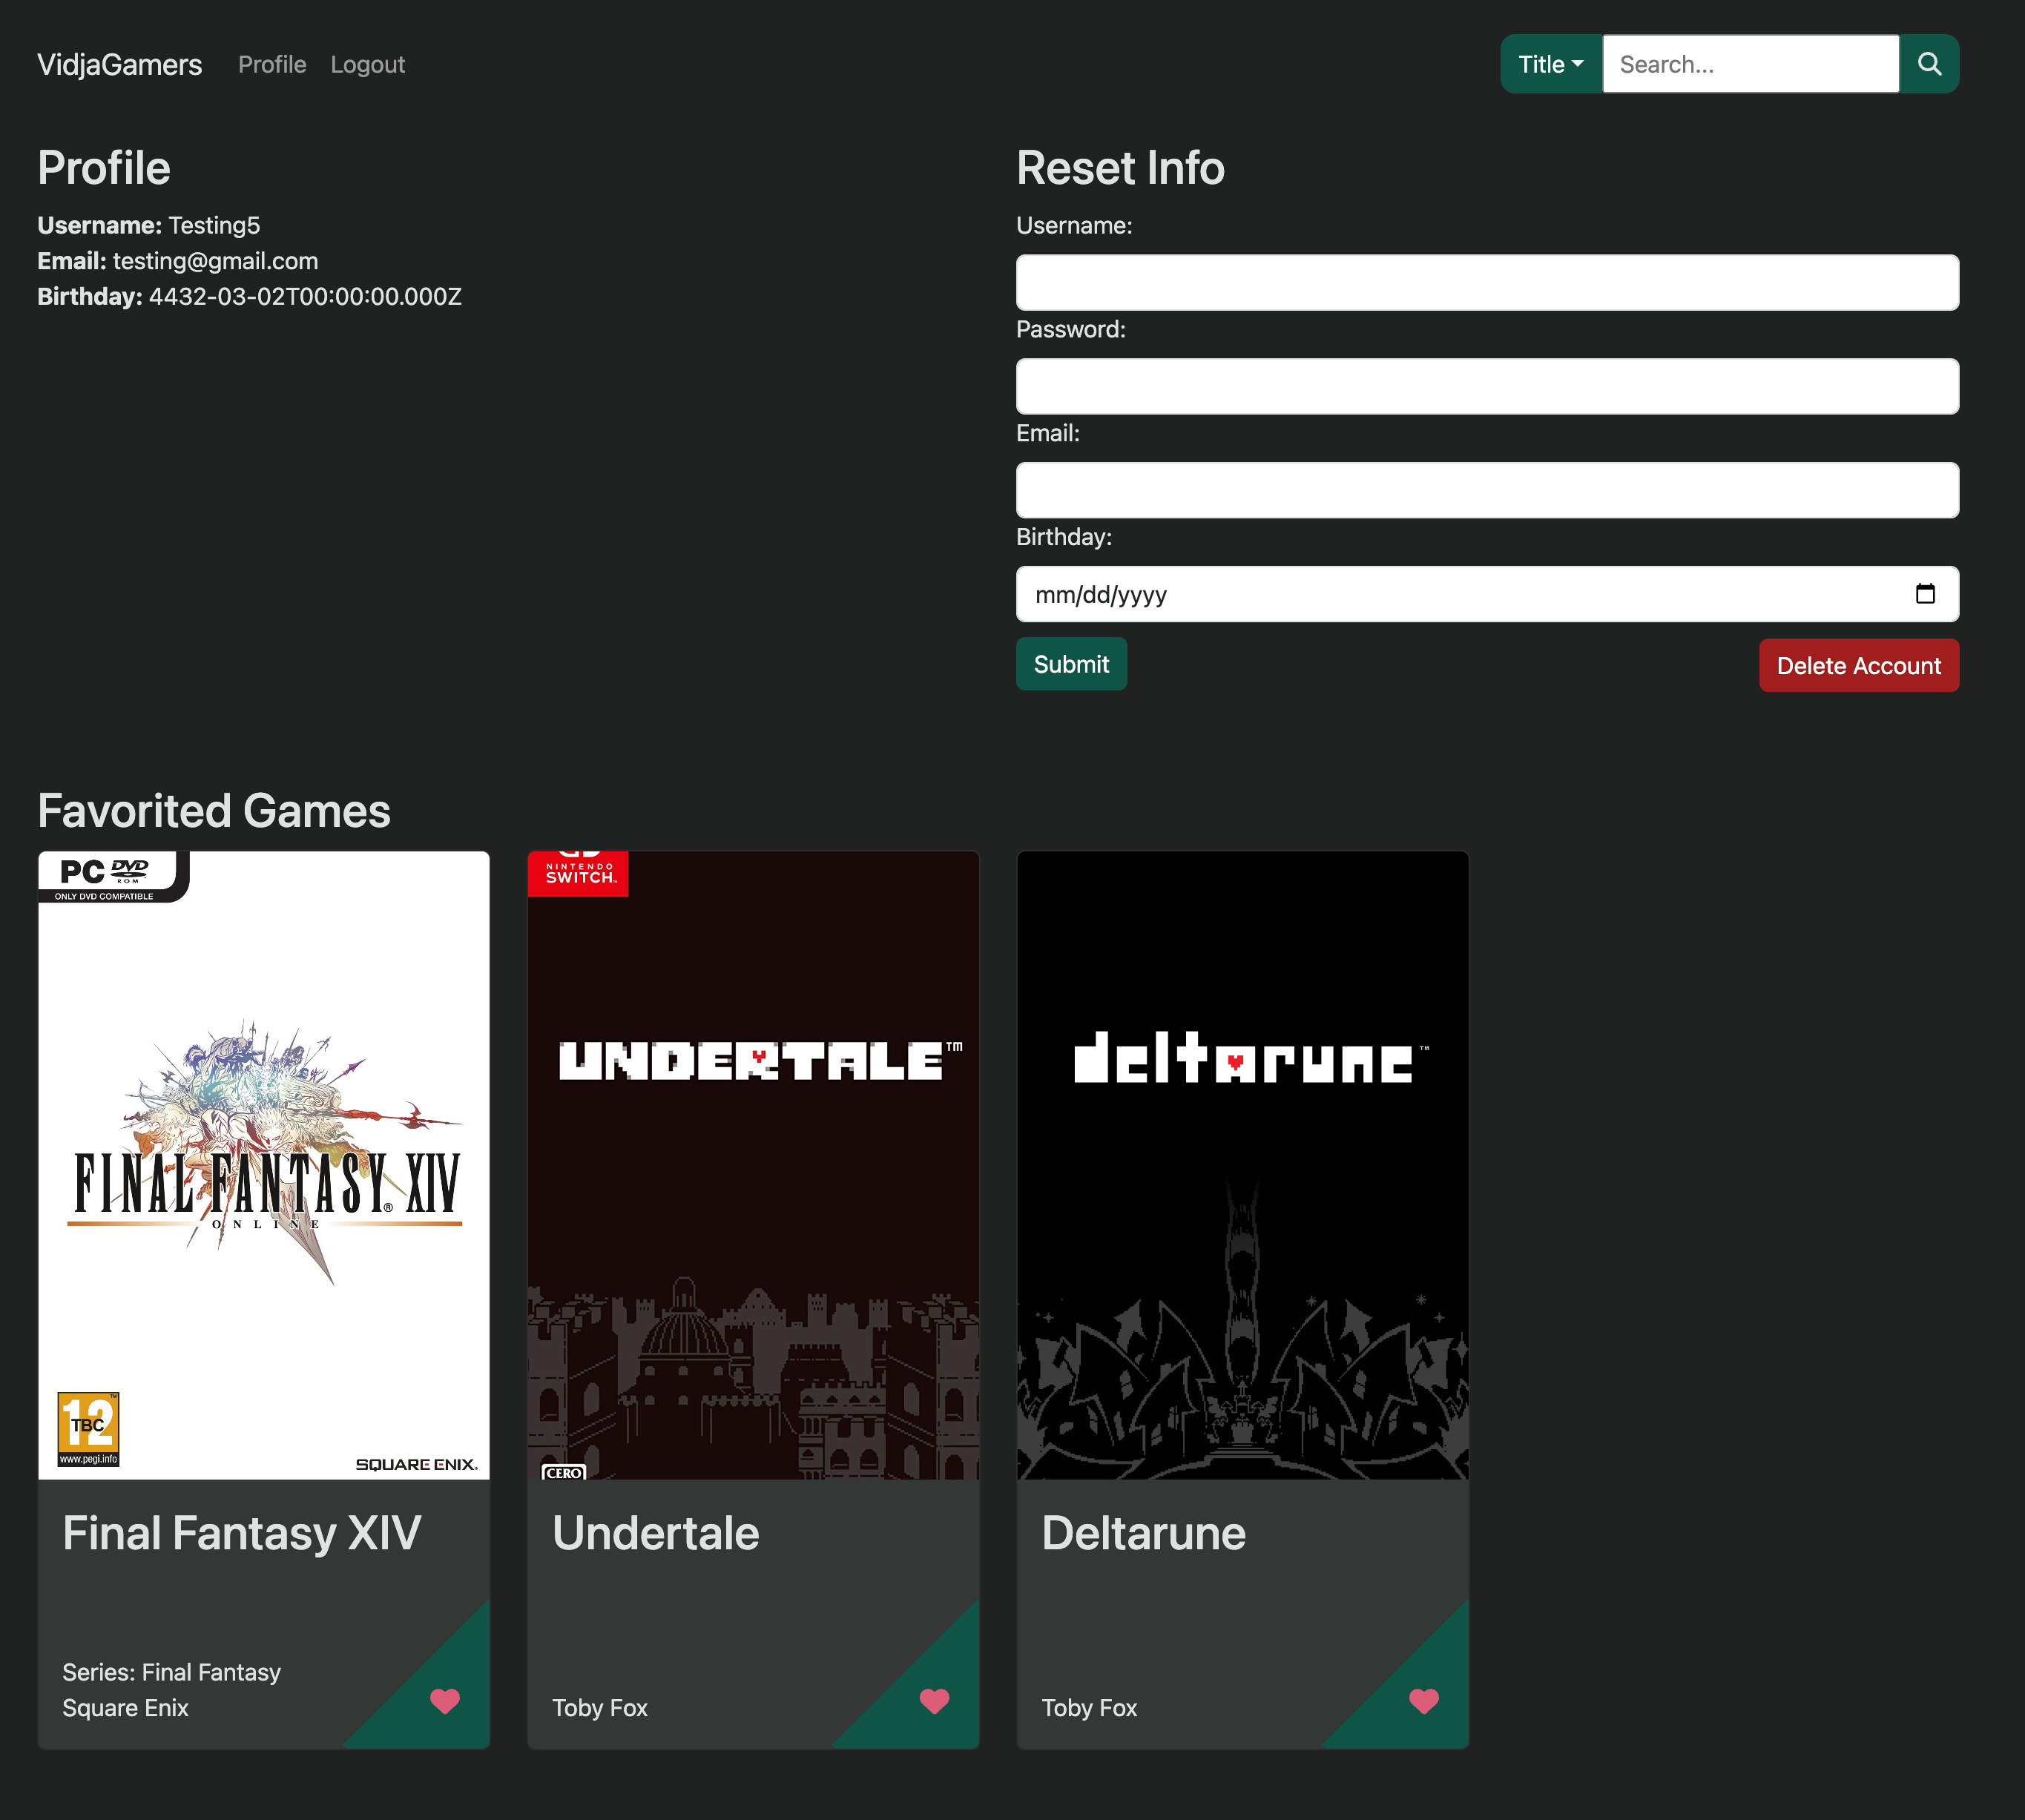 VidjaGamers Profile Logout Title Search...
Profile
Username: Testing5
Email: testing@gmail.com
Birthday: 4432-03-02T00:00:00.000Z
Reset Info
Username:
Password:
Email:
Birthday:
mm/dd/yyyy
Submit Delete Account
Favorited Games
PC DVD
ROM
ONLY DVD COMPATIBLE
FINAL FANTASY® XIV
ONLINE
12
TBC
www.pegi.info
SQUARE ENIX.
Final Fantasy XIV
Series: Final Fantasy
Square Enix
NINTENDO
SWITCH™
UNDERTALE™
CERO
Undertale
Toby Fox
deltarune™
Deltarune
Toby Fox